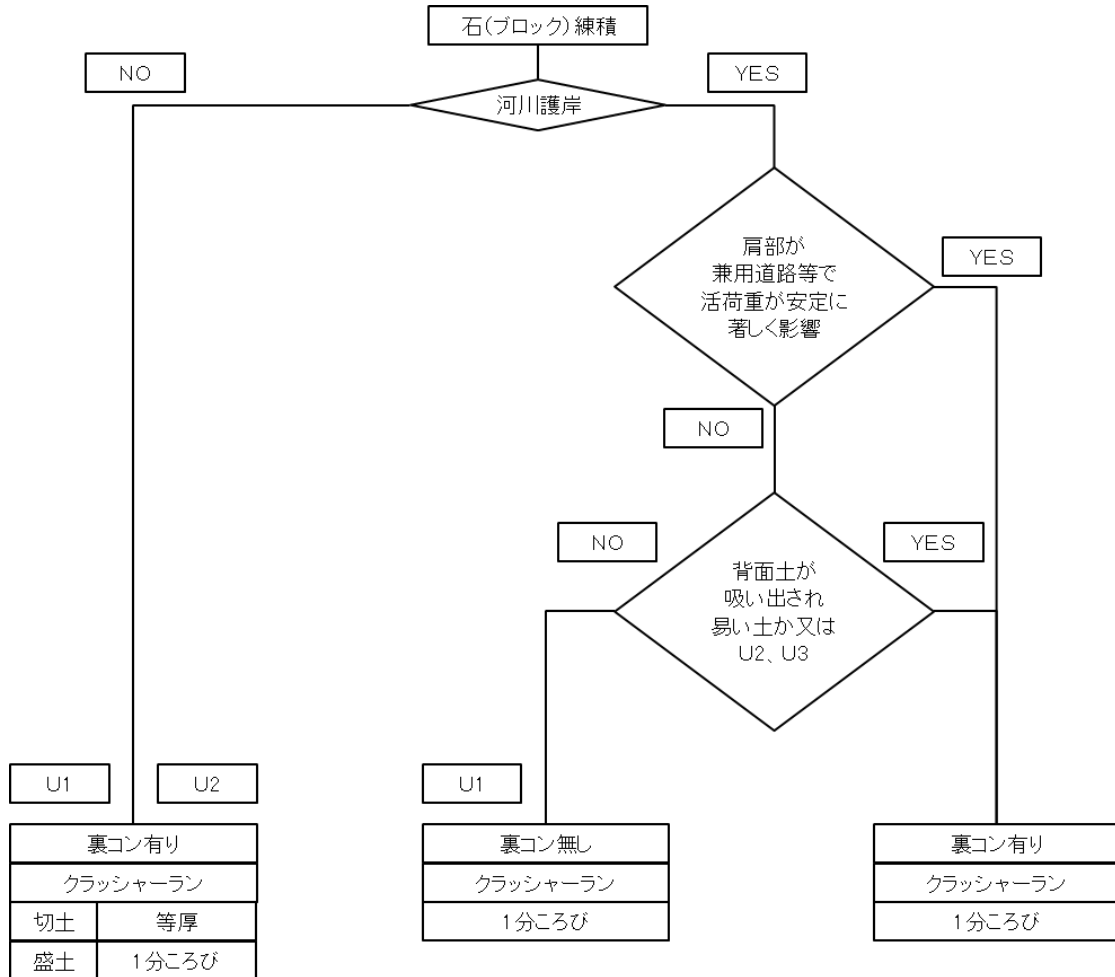 石(ブロック)練積
NO
YES
河川護岸
肩部が
兼用道路等で
活荷重が安定に
著しく影響
YES
NO
NO
YES
背面土が
吸い出され
易い土か又は
U2、U3
U1
U2
U1
裏コン有り
クラッシャーラン
切土 等厚
盛土 1分ころび
裏コン無し
クラッシャーラン
1分ころび
裏コン有り
クラッシャーラン
1分ころび